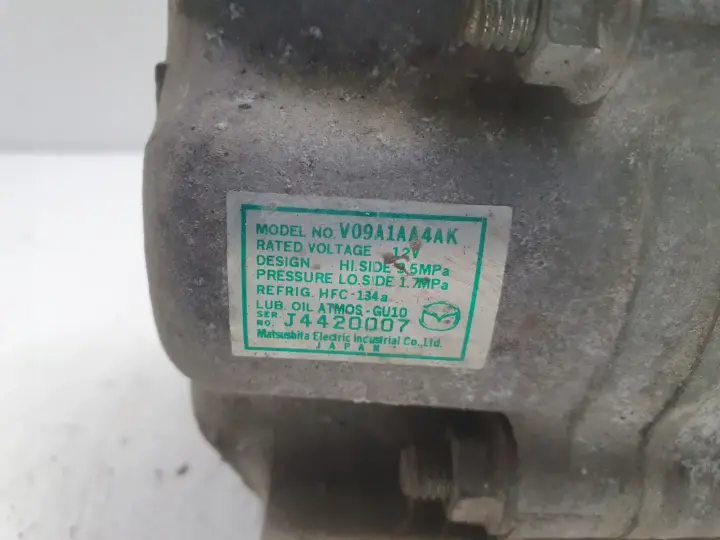 MODEL NO. V09A1AA4AK
RATED VOLTAGE 12V
DESIGN HI.SIDE 3.5MPa
PRESSURE LO.SIDE 1.7MPa
REFRIG. HFC-134a
LUB. OIL ATMOS-GU10
SER. NO. J4420007
Matsushita Electric Industrial Co.,Ltd.
JAPAN